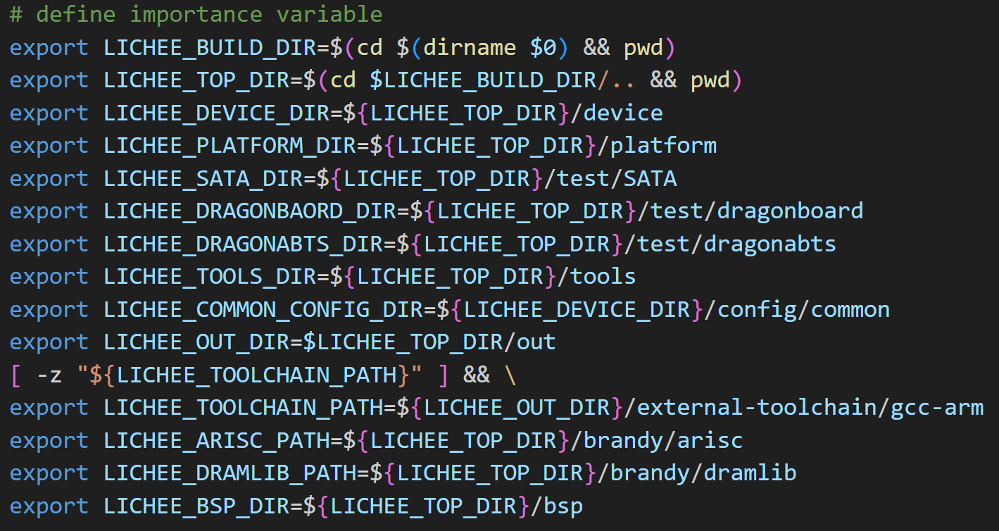 # define importance variable
export LICHEE_BUILD_DIR=$(cd $(dirname $0) && pwd)
export LICHEE_TOP_DIR=$(cd $LICHEE_BUILD_DIR/.. && pwd)
export LICHEE_DEVICE_DIR=${LICHEE_TOP_DIR}/device
export LICHEE_PLATFORM_DIR=${LICHEE_TOP_DIR}/platform
export LICHEE_SATA_DIR=${LICHEE_TOP_DIR}/test/SATA
export LICHEE_DRAGONBAORD_DIR=${LICHEE_TOP_DIR}/test/dragonboard
export LICHEE_DRAGONABTS_DIR=${LICHEE_TOP_DIR}/test/dragonabts
export LICHEE_TOOLS_DIR=${LICHEE_TOP_DIR}/tools
export LICHEE_COMMON_CONFIG_DIR=${LICHEE_DEVICE_DIR}/config/common
export LICHEE_OUT_DIR=$LICHEE_TOP_DIR/out
[ -z "${LICHEE_TOOLCHAIN_PATH}" ] && \
export LICHEE_TOOLCHAIN_PATH=${LICHEE_OUT_DIR}/external-toolchain/gcc-arm
export LICHEE_ARISC_PATH=${LICHEE_TOP_DIR}/brandy/arisc
export LICHEE_DRAMLIB_PATH=${LICHEE_TOP_DIR}/brandy/dramlib
export LICHEE_BSP_DIR=${LICHEE_TOP_DIR}/bsp